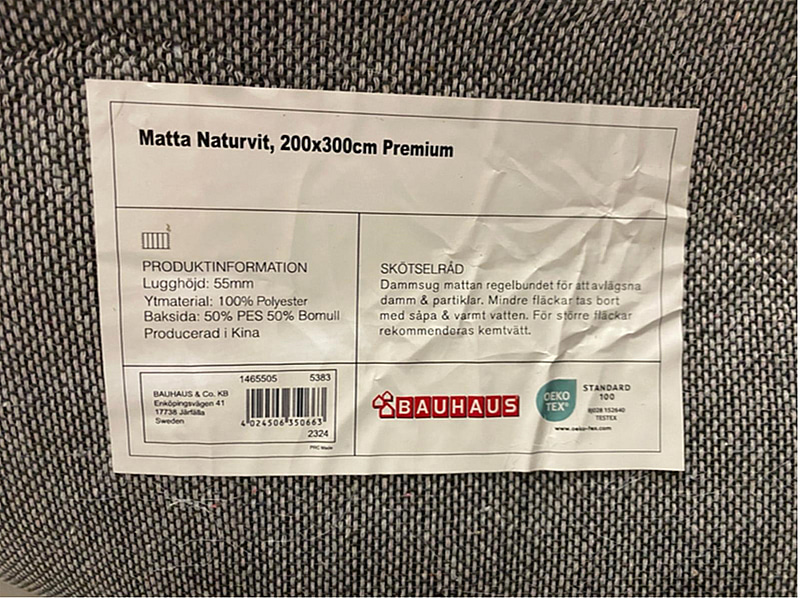 Matta Naturvit, 200x300cm Premium
PRODUKTINFORMATION
Lugghöjd: 55mm
Ytmaterial: 100% Polyester
Baksida: 50% PES 50% Bomull
Producerad i Kina
SKÖTSELRÅD
Dammsug mattan regelbundet för att avlägsna
damm & partiklar. Mindre fläckar tas bort
med såpa & varmt vatten. För större fläckar
rekommenderas kemtvätt.
1465505 5383
BAUHAUS & Co. KB
Enköpingsvägen 41
17738 Järfälla
Sweden
4 024506 350663
2324
PRC Made
BAUHAUS
OEKO
TEX®
STANDARD
100
BJ028 152640
TESTEX
www.oeko-tex.com